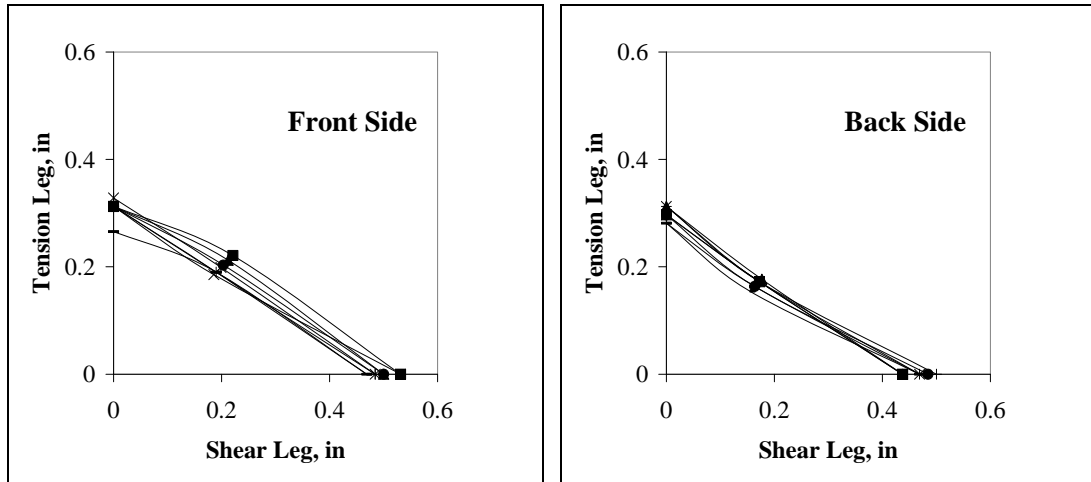 0.6
Front Side
0.4
0.2
0
0 0.2 0.4 0.6
Tension Leg, in
Shear Leg, in
0.6
Back Side
0.4
0.2
0
0 0.2 0.4 0.6
Tension Leg, in
Shear Leg, in